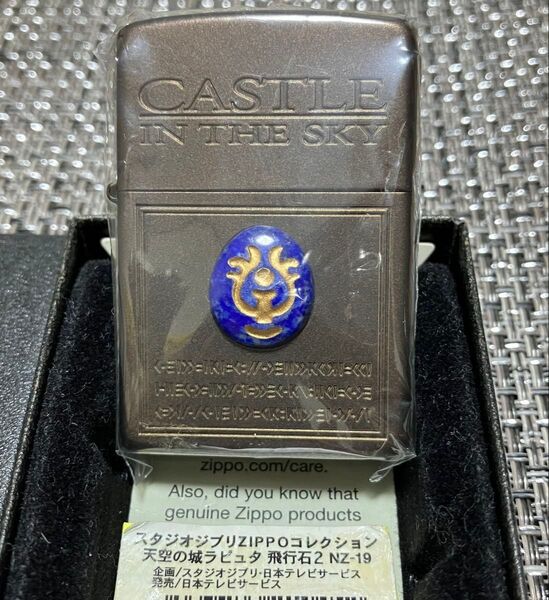 CASTLE
IN THE SKY
zippo.com/care.
Also, did you know that
genuine Zippo products
スタジオジブリZIPPOコレクション
天空の城ラピュタ 飛行石2 NZ-19
企画/スタジオジブリ・日本テレビサービス
発売/日本テレビサービス